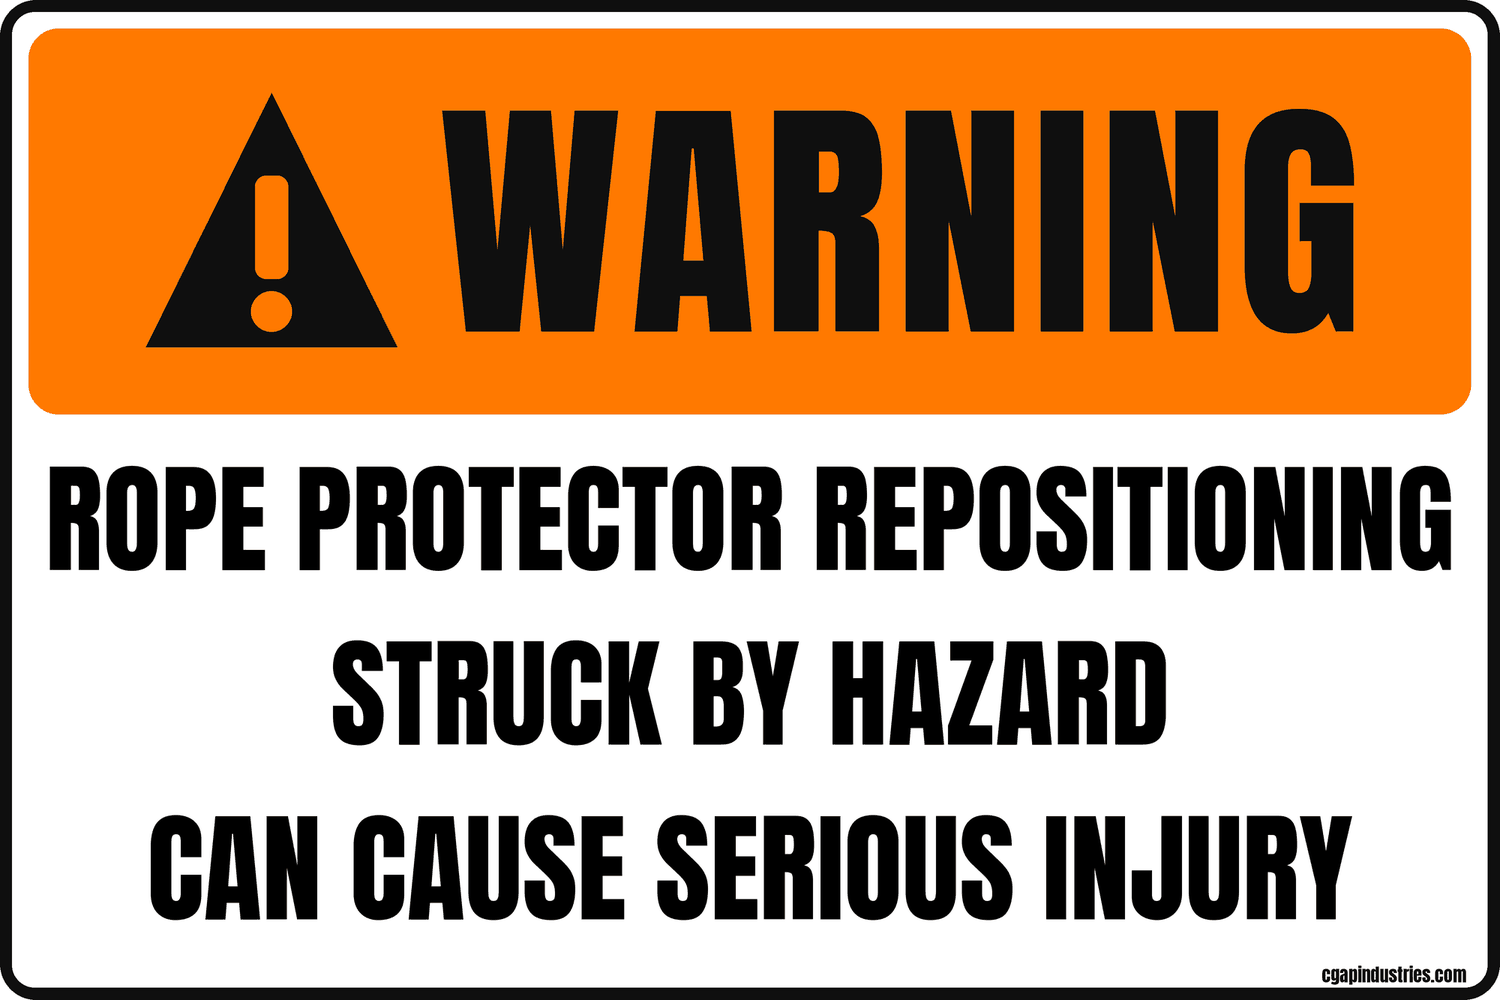 WARNING
ROPE PROTECTOR REPOSITIONING
STRUCK BY HAZARD
CAN CAUSE SERIOUS INJURY
cgapindustries.com